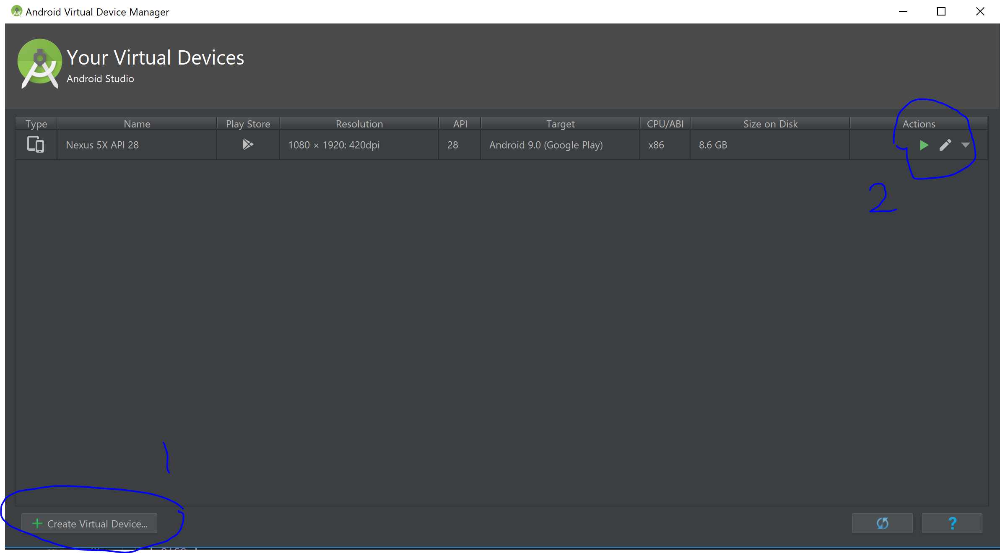 Android Virtual Device Manager
Your Virtual Devices
Android Studio
Type Name Play Store Resolution API Target CPU/ABI Size on Disk Actions
Nexus 5X API 28 1080 × 1920: 420dpi 28 Android 9.0 (Google Play) x86 8.6 GB
2
1
Create Virtual Device...
?